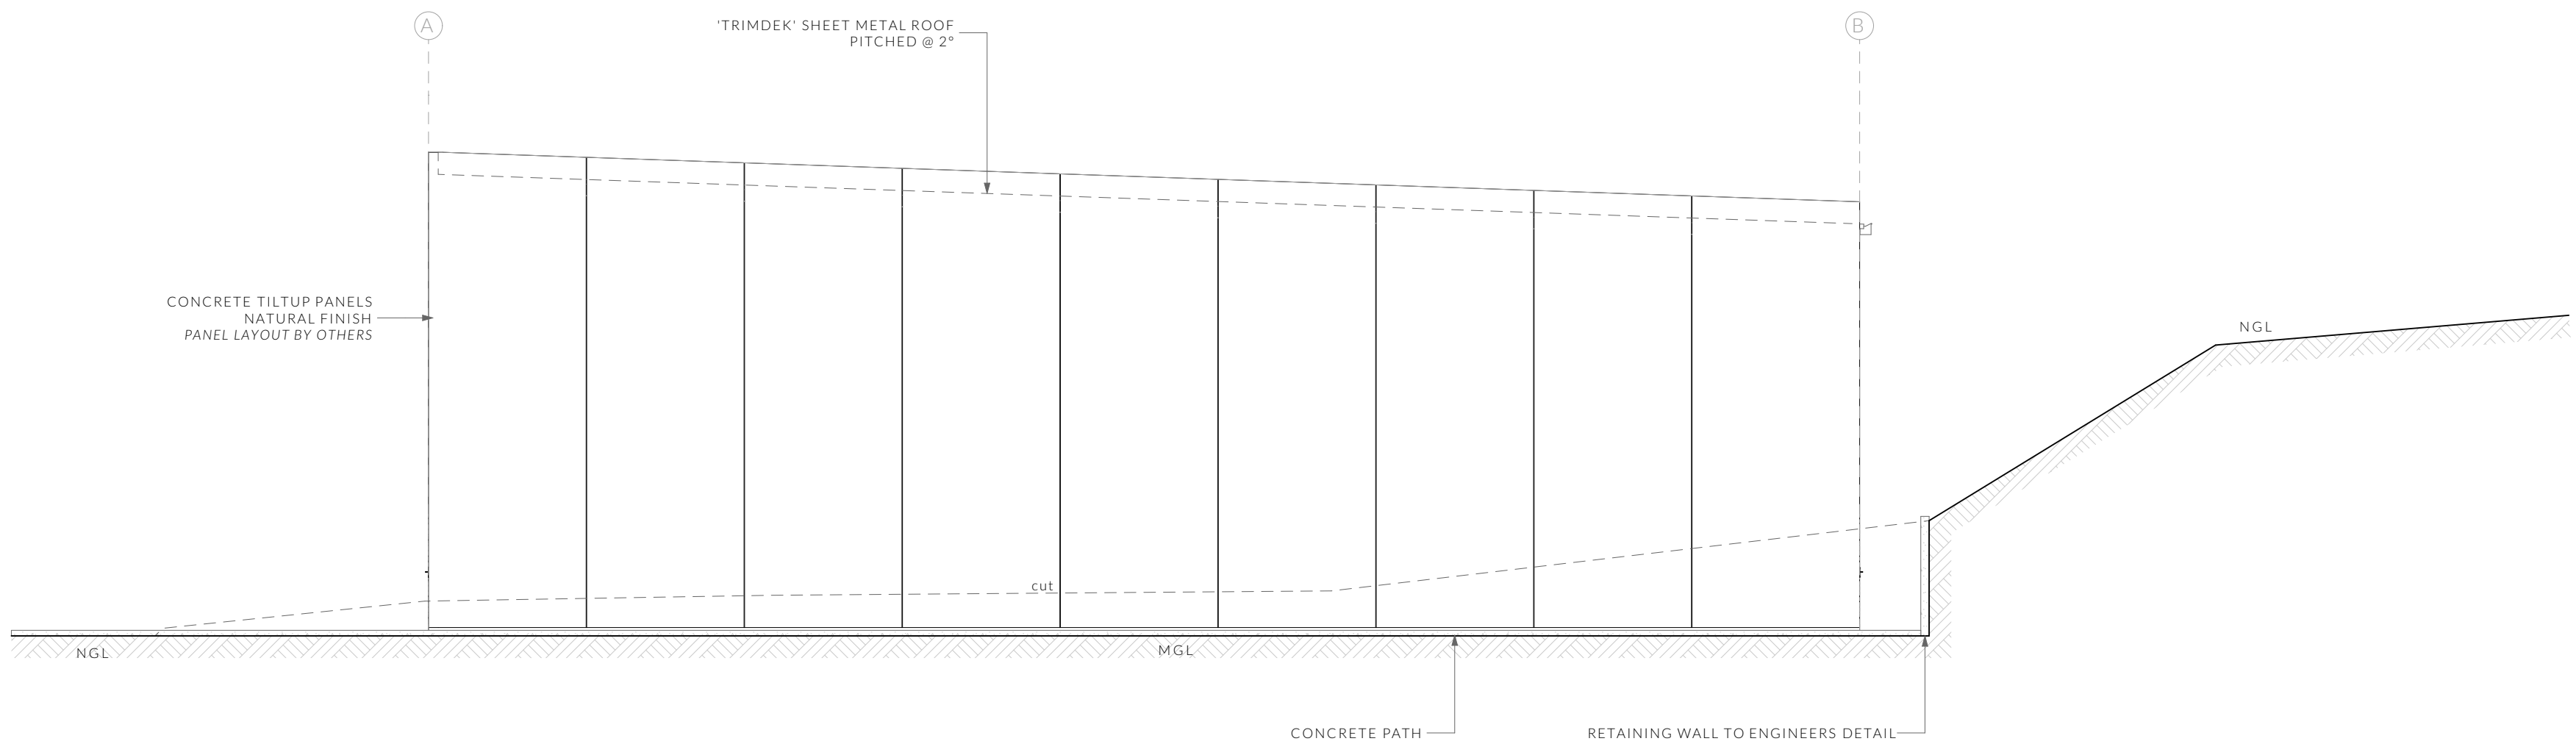 A
'TRIMDEK' SHEET METAL ROOF
PITCHED @ 2°
B
CONCRETE TILTUP PANELS
NATURAL FINISH
PANEL LAYOUT BY OTHERS
NGL
cut
NGL
MGL
CONCRETE PATH
RETAINING WALL TO ENGINEERS DETAIL